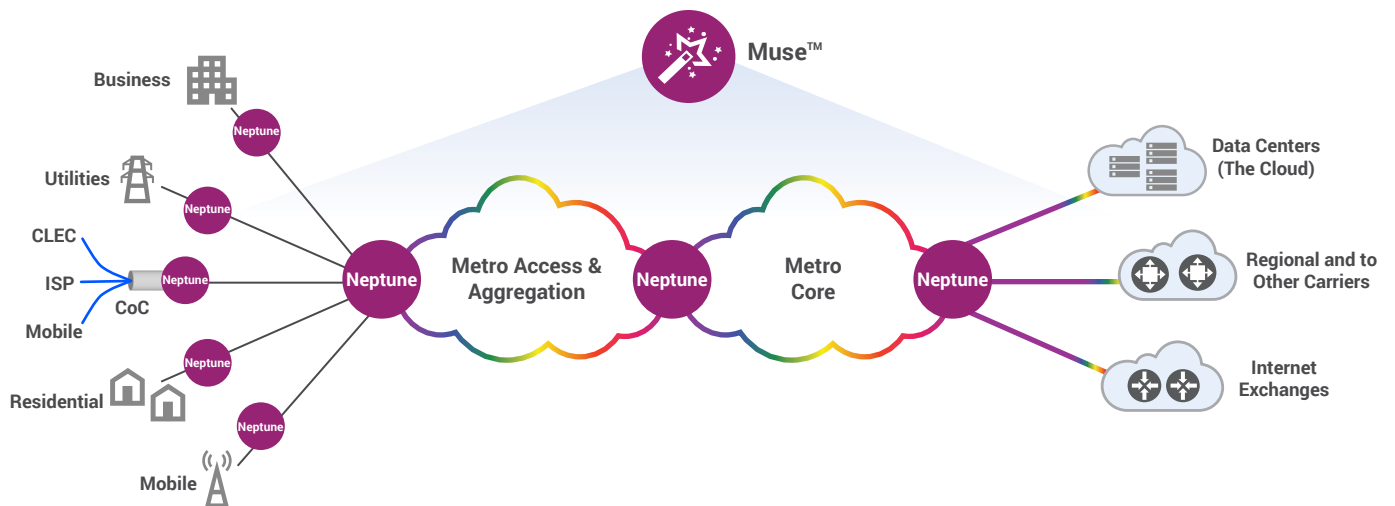 Muse™
Business
Neptune
Utilities
Neptune
CLEC
ISP
Mobile
CoC
Neptune
Residential
Neptune
Mobile
Neptune
Neptune
Metro Access &
Aggregation
Neptune
Metro
Core
Neptune
Data Centers
(The Cloud)
Regional and to
Other Carriers
Internet
Exchanges